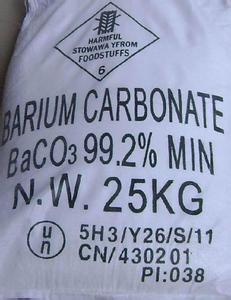 HARMFUL
STOWAWA YFROM
FOODSTUFFS
6
BARIUM CARBONATE
BaCO3 99.2% MIN
N.W. 25KG
u
n
5H3/Y26/S/11
CN/430201
PI:038